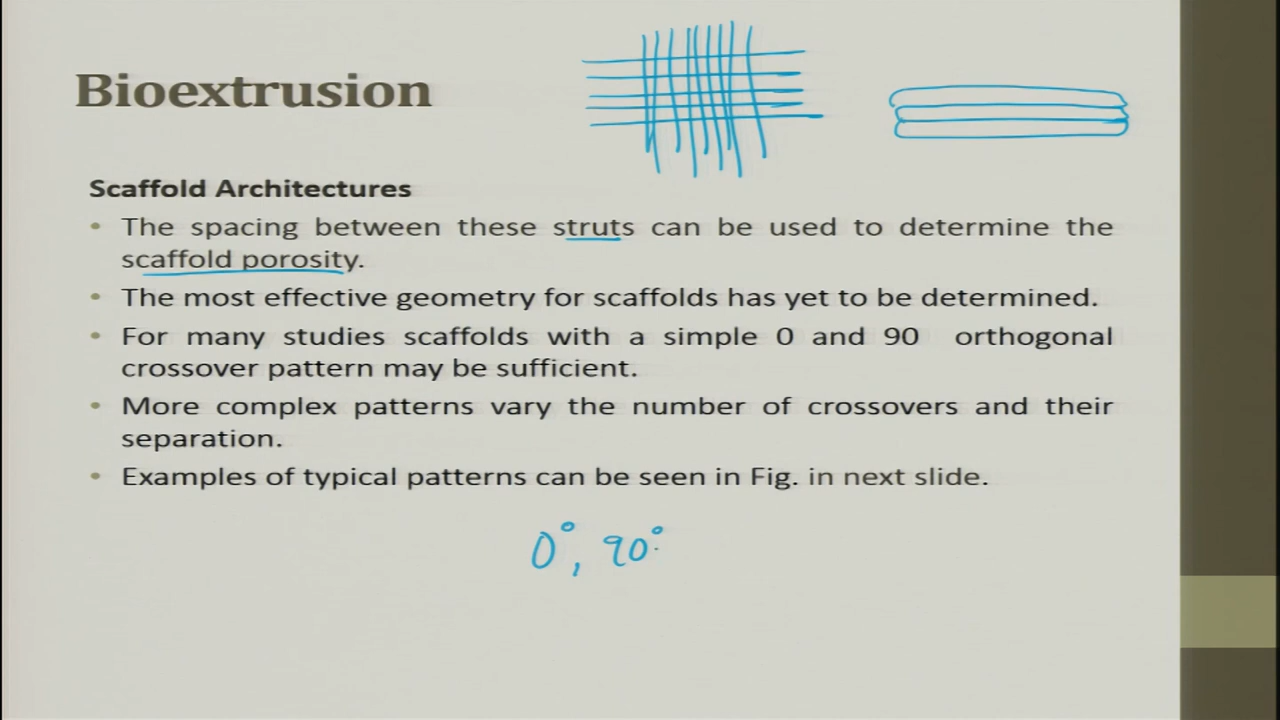 Bioextrusion
Scaffold Architectures
• The spacing between these struts can be used to determine the
scaffold porosity.
• The most effective geometry for scaffolds has yet to be determined.
• For many studies scaffolds with a simple 0 and 90 orthogonal
crossover pattern may be sufficient.
• More complex patterns vary the number of crossovers and their
separation.
• Examples of typical patterns can be seen in Fig. in next slide.
0°, 90°